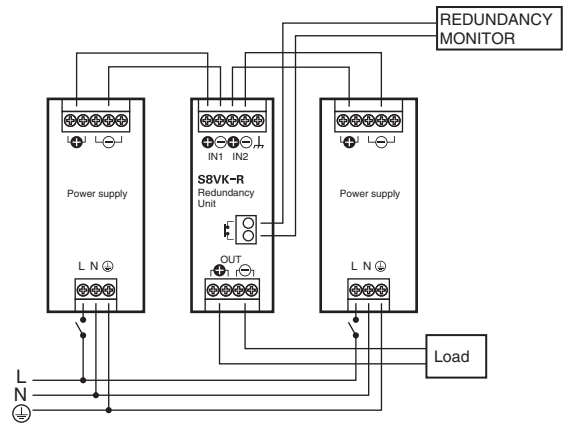 REDUNDANCY
MONITOR
IN1 IN2
S8VK-R
Redundancy
Unit
Power supply
Power supply
OUT
L N
L N
Load
L
N